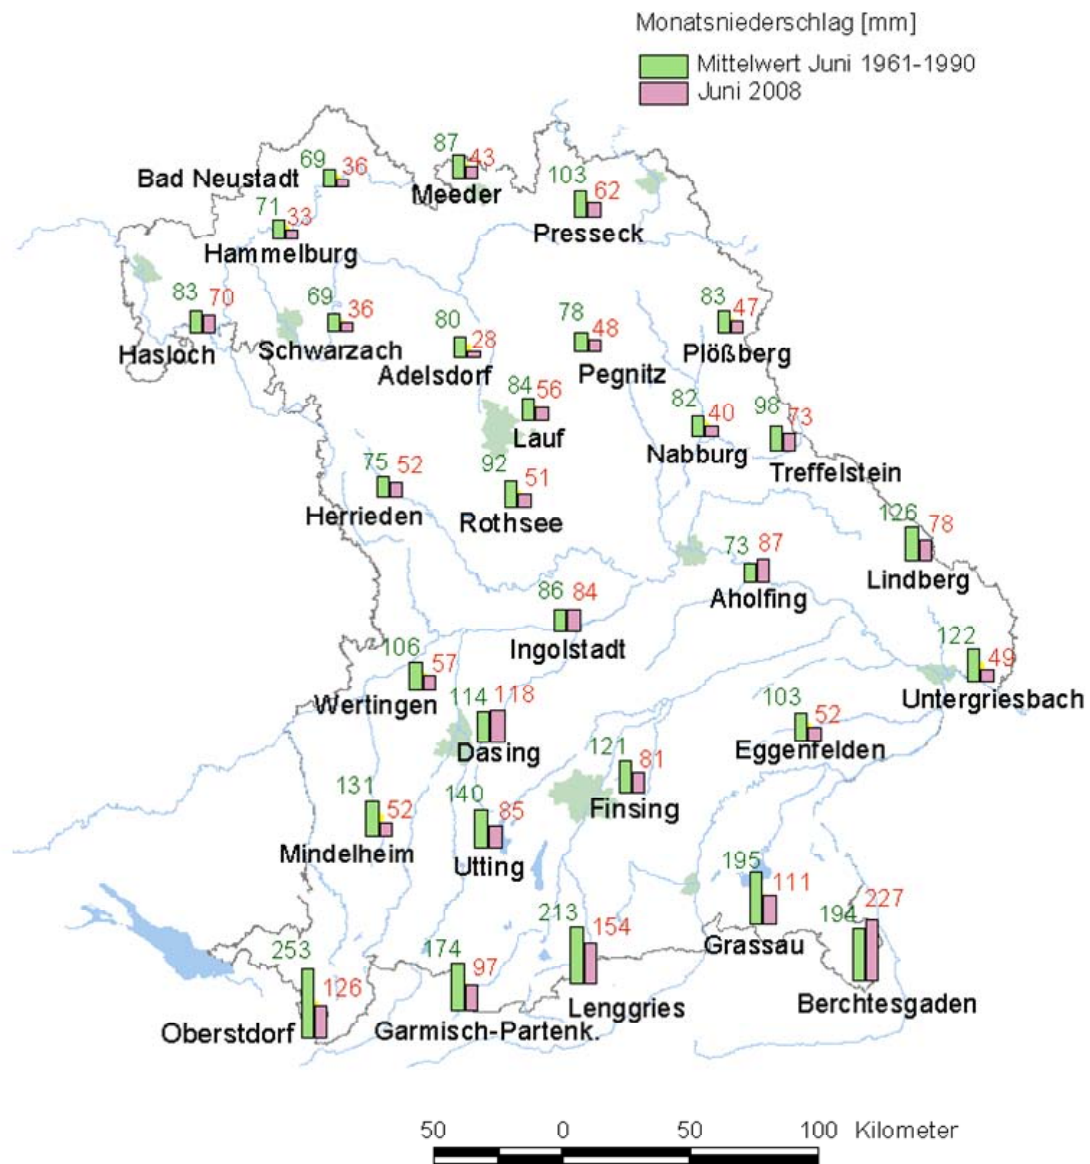 Monatsniederschlag [mm]
Mittelwert Juni 1961-1990
Juni 2008
87
43
Meeder
69
36
Bad Neustadt
103
62
Presseck
71
33
Hammelburg
83
70
Hasloch
69
36
Schwarzach
80
28
Adelsdorf
78
48
Pegnitz
83
47
Plößberg
84
56
Lauf
82
40
Nabburg
98
73
Treffelstein
75
52
Herrieden
92
51
Rothsee
126
78
Lindberg
73
87
Aholfing
86
84
Ingolstadt
122
49
Untergriesbach
106
57
Wertingen
114
118
Dasing
103
52
Eggenfelden
121
81
Finsing
131
52
Mindelheim
140
85
Utting
195
111
Grassau
194
227
Berchtesgaden
213
154
Lenggries
253
126
Oberstdorf
174
97
Garmisch-Partenk.
50 0 50 100 Kilometer